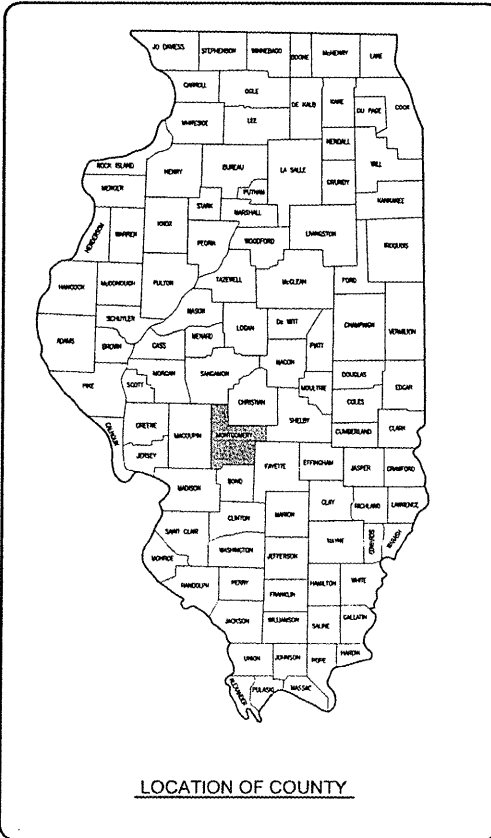 JO DAVIESS STEPHENSON WINNEBAGO BOONE McHENRY LAKE
CARROLL OGLE DE KALB KANE DU PAGE COOK
WHITESIDE LEE
KENDALL WILL
ROCK ISLAND HENRY BUREAU LA SALLE GRUNDY
MERCER PUTNAM KANKAKEE
STARK MARSHALL
HENDERSON WARREN KNOX PEORIA WOODFORD LIVINGSTON IROQUOIS
HANCOCK McDONOUGH FULTON TAZEWELL McCLEAN FORD
SCHUYLER MASON LOGAN DE WITT CHAMPAIGN VERMILION
ADAMS BROWN CASS MENARD PIATT
PIKE SCOTT MORGAN SANGAMON MACON MOULTRIE DOUGLAS EDGAR
COLES
CHRISTIAN SHELBY CUMBERLAND CLARK
CALHOUN GREENE MACOUPIN MONTGOMERY
JERSEY FAYETTE EFFINGHAM JASPER CRAWFORD
MADISON BOND CLAY RICHLAND LAWRENCE
CLINTON MARION
SAINT CLAIR WASHINGTON JEFFERSON WAYNE EDWARDS WABASH
MONROE
RANDOLPH PERRY FRANKLIN HAMILTON WHITE
JACKSON WILLIAMSON SALINE GALLATIN
UNION JOHNSON POPE HARDIN
ALEXANDER PULASKI MASSAC
LOCATION OF COUNTY